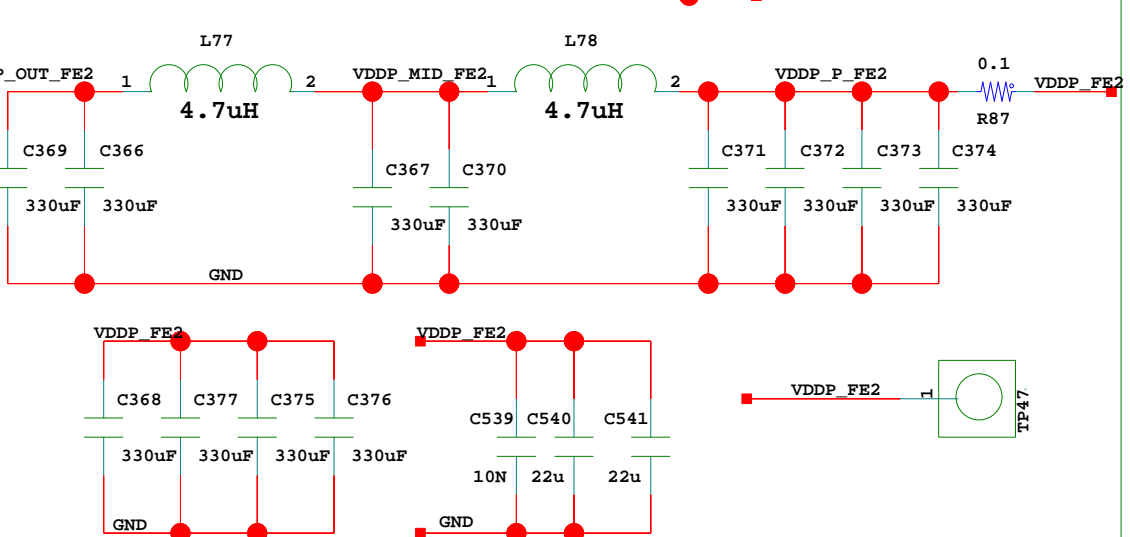 L77
L78
P_OUT_FE2 1 2 VDDP_MID_FE2 1 2 VDDP_P_FE2 0.1 VDDP_FE2
4.7uH 4.7uH R87
C369 C366 C367 C370 C371 C372 C373 C374
330uF 330uF 330uF 330uF 330uF 330uF 330uF 330uF
GND
VDDP_FE2 VDDP_FE2
VDDP_FE2 1 TP47
C368 C377 C375 C376 C539 C540 C541
330uF 330uF 330uF 330uF 10N 22u 22u
GND GND